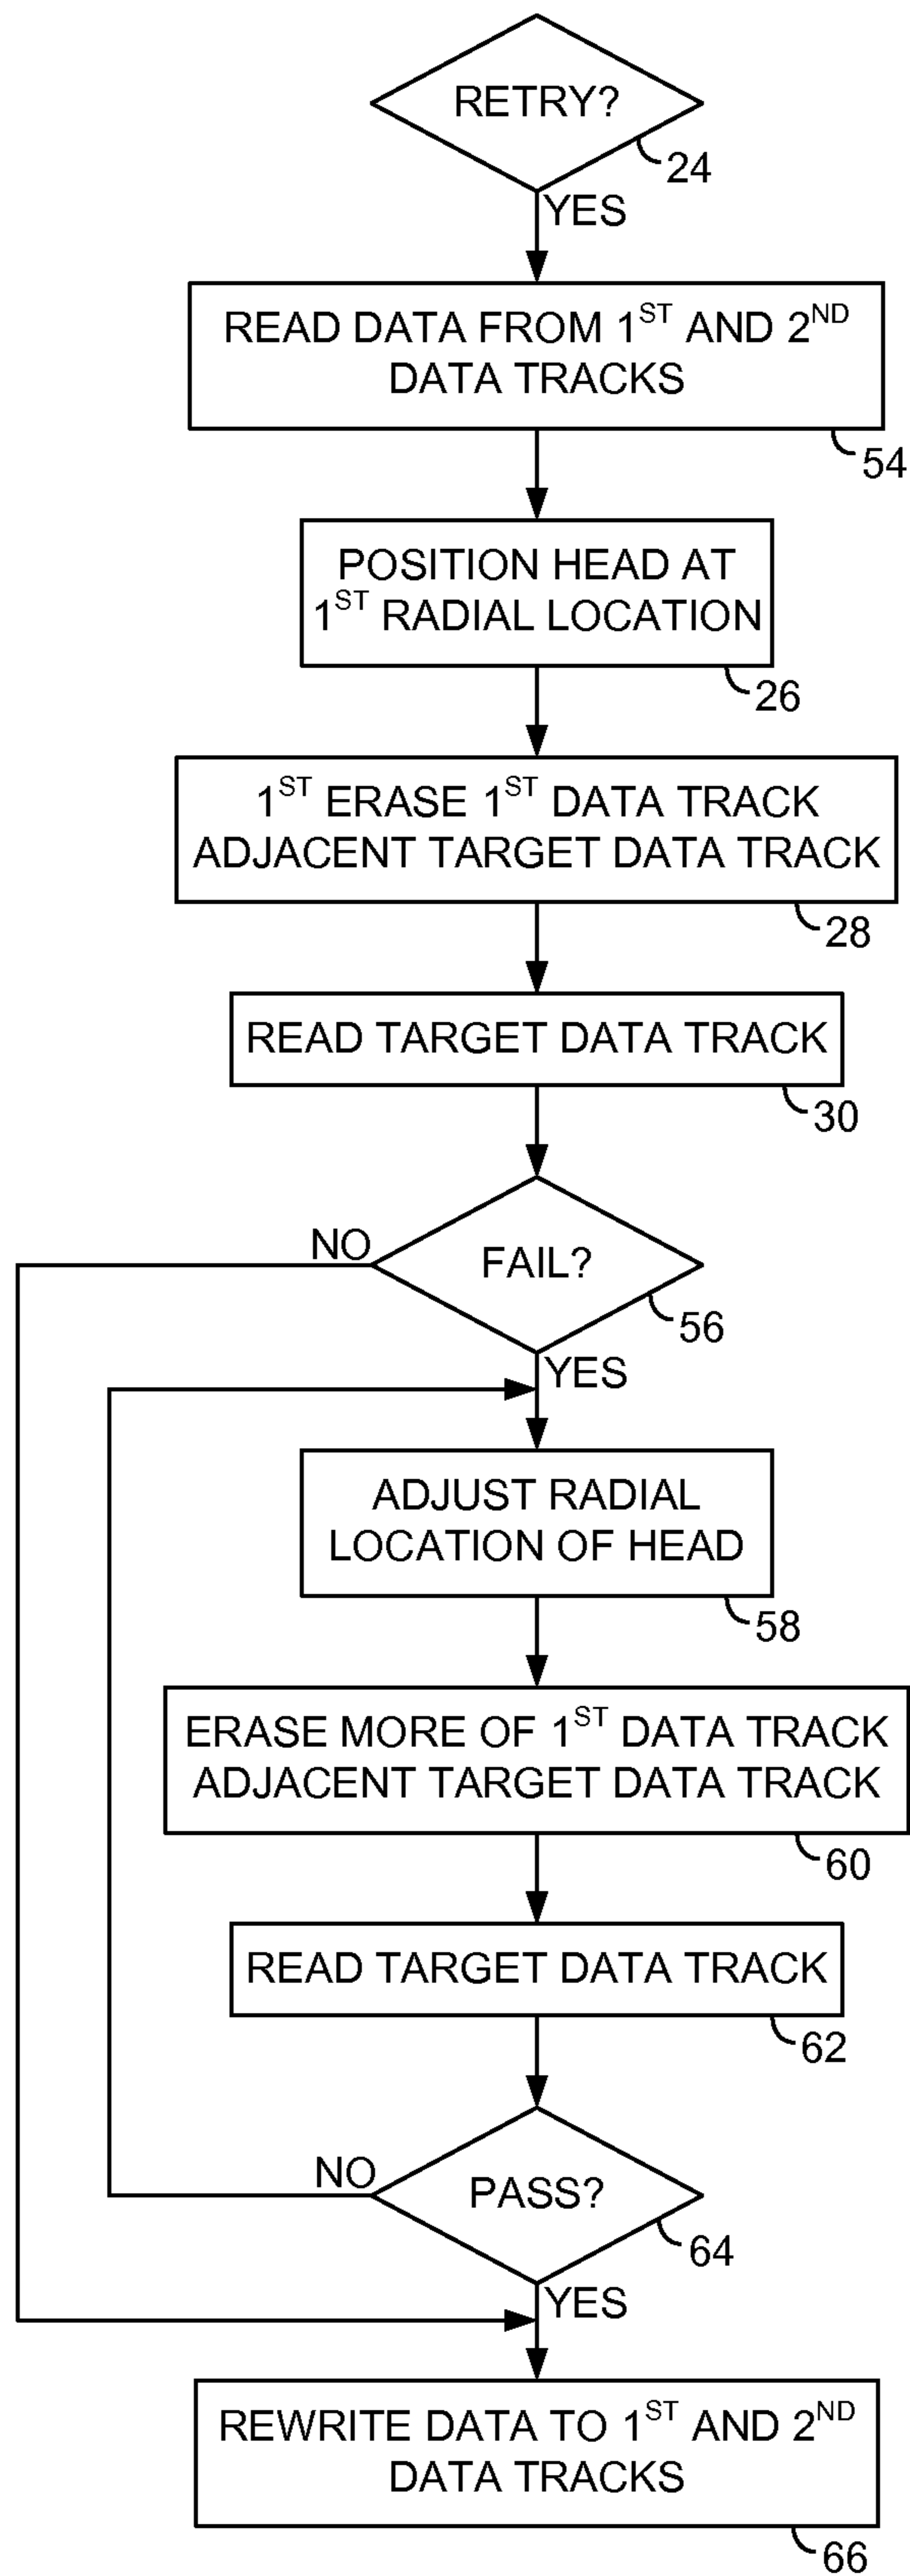 RETRY?
24
YES
READ DATA FROM 1ST AND 2ND
DATA TRACKS
54
POSITION HEAD AT
1ST RADIAL LOCATION
26
1ST ERASE 1ST DATA TRACK
ADJACENT TARGET DATA TRACK
28
READ TARGET DATA TRACK
30
NO
FAIL?
56
YES
ADJUST RADIAL
LOCATION OF HEAD
58
ERASE MORE OF 1ST DATA TRACK
ADJACENT TARGET DATA TRACK
60
READ TARGET DATA TRACK
62
NO
PASS?
64
YES
REWRITE DATA TO 1ST AND 2ND
DATA TRACKS
66